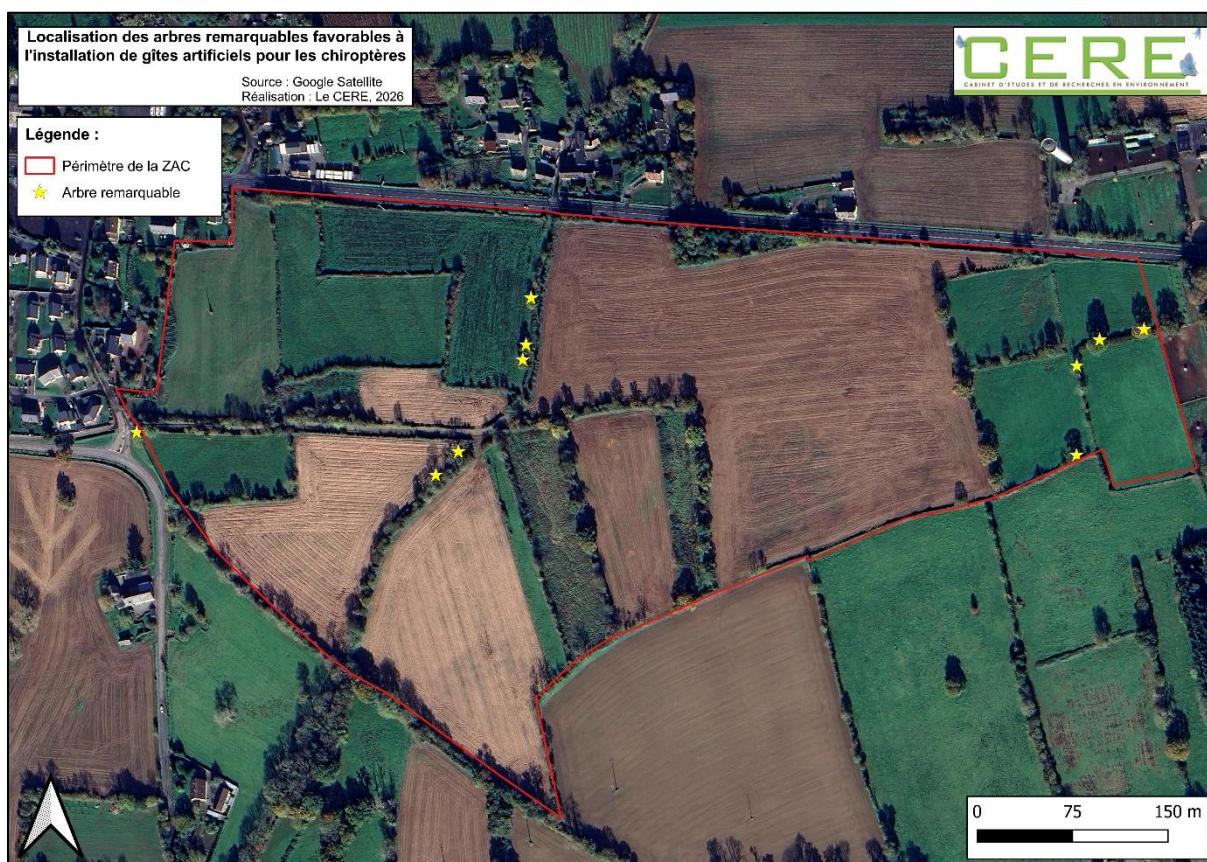 Localisation des arbres remarquables favorables à
l'installation de gîtes artificiels pour les chiroptères
Source : Google Satellite
Réalisation : Le CERE, 2026
CERE
CABINET D'ÉTUDES ET DE RECHERCHES EN ENVIRONNEMENT
Légende :
Périmètre de la ZAC
Arbre remarquable
0 75 150 m